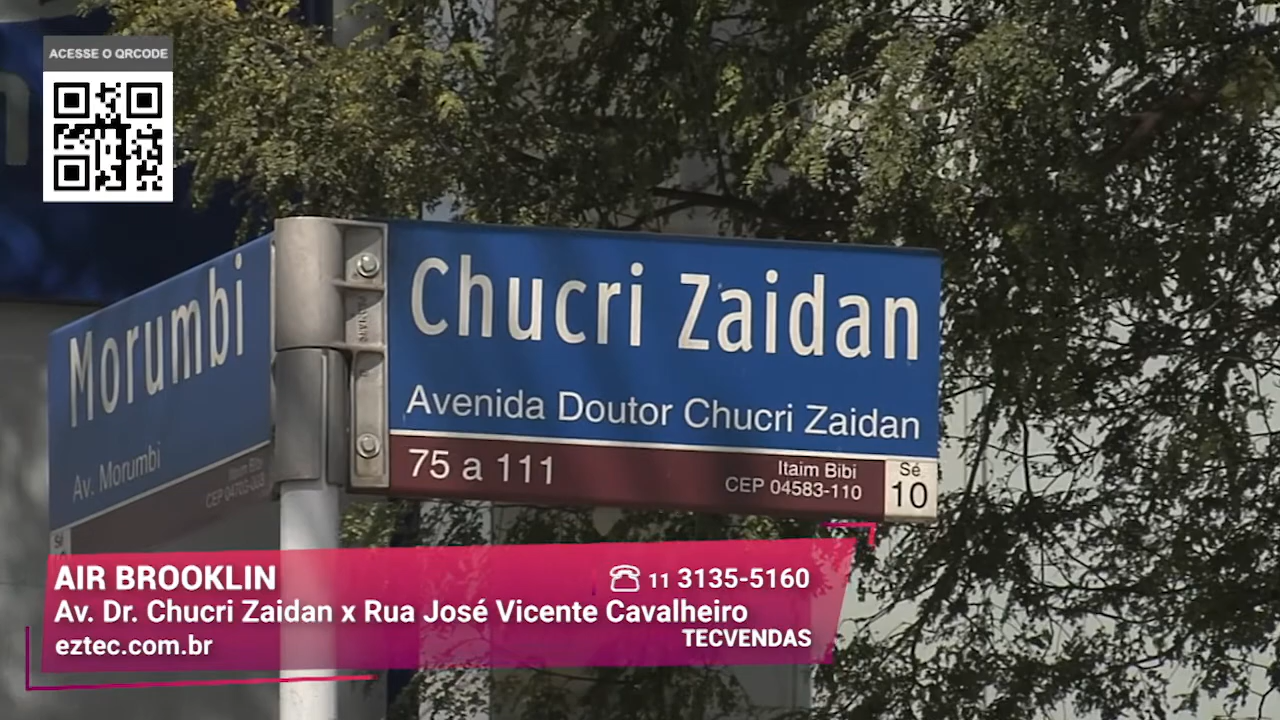 ACESSE O QRCODE
Morumbi
Av. Morumbi
Chucri Zaidan
Avenida Doutor Chucri Zaidan
75 a 111
Itaim Bibi
CEP 04583-110
Sé
10
AIR BROOKLIN
11 3135-5160
Av. Dr. Chucri Zaidan x Rua José Vicente Cavalheiro
eztec.com.br
TECVENDAS